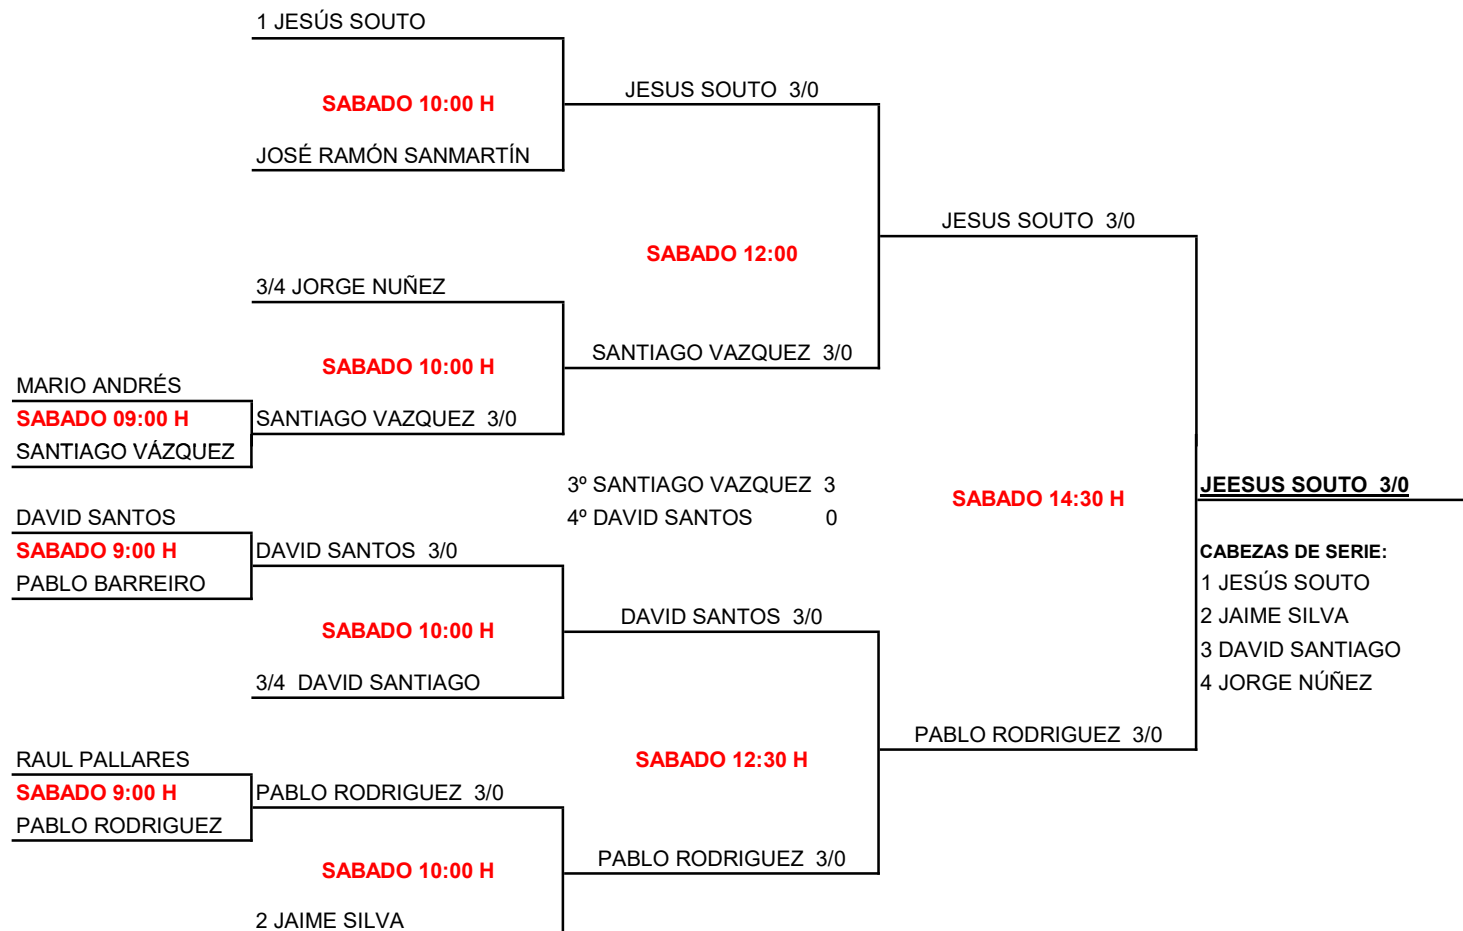 1 JESÚS SOUTO
JESUS SOUTO  3/0
SABADO 10:00 H
JOSÉ RAMÓN SANMARTÍN
JESUS SOUTO  3/0
SABADO 12:00
3/4 JORGE NUÑEZ
SANTIAGO VAZQUEZ  3/0
SABADO 10:00 H
MARIO ANDRÉS
SABADO 09:00 H
SANTIAGO VAZQUEZ  3/0
SANTIAGO VÁZQUEZ
3º SANTIAGO VAZQUEZ  3
4º DAVID SANTOS  0
SABADO 14:30 H
JEESUS SOUTO  3/0
DAVID SANTOS
SABADO 9:00 H
DAVID SANTOS  3/0
PABLO BARREIRO
CABEZAS DE SERIE:
1 JESÚS SOUTO
2 JAIME SILVA
3 DAVID SANTIAGO
4 JORGE NÚÑEZ
DAVID SANTOS  3/0
SABADO 10:00 H
3/4  DAVID SANTIAGO
PABLO RODRIGUEZ  3/0
RAUL PALLARES
SABADO 12:30 H
SABADO 9:00 H
PABLO RODRIGUEZ  3/0
PABLO RODRIGUEZ
PABLO RODRIGUEZ  3/0
SABADO 10:00 H
2 JAIME SILVA